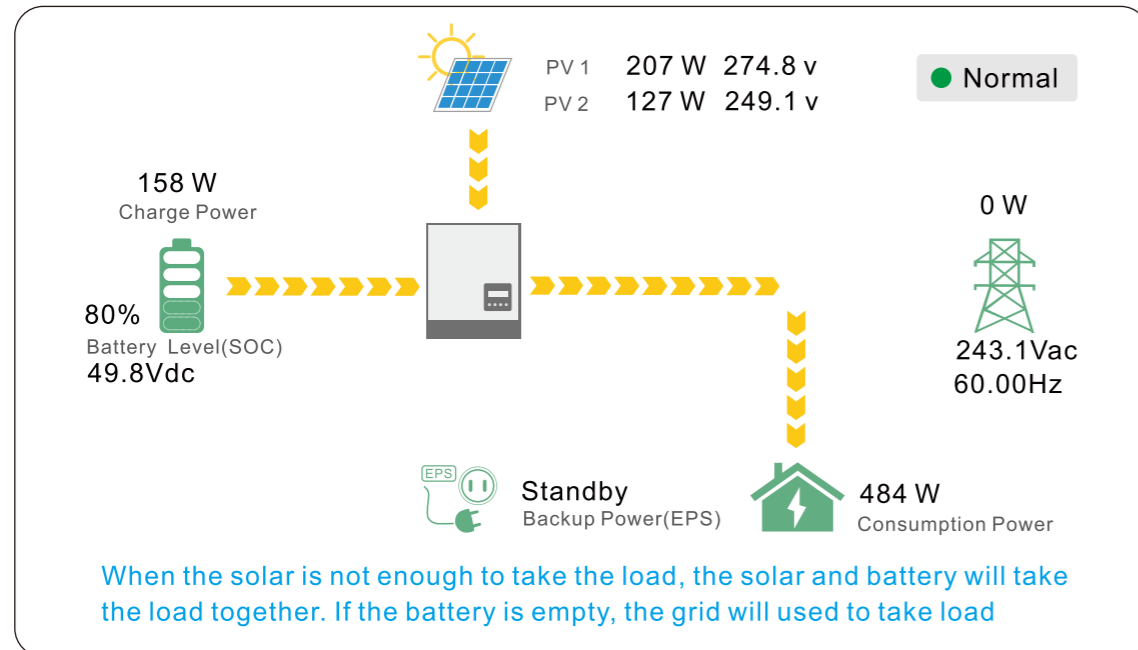 PV 1 207 W 274.8 v
PV 2 127 W 249.1 v
Normal
158 W
Charge Power
0 W
80%
Battery Level(SOC)
49.8Vdc
243.1Vac
60.00Hz
EPS
Standby
Backup Power(EPS)
484 W
Consumption Power
When the solar is not enough to take the load, the solar and battery will take
the load together. If the battery is empty, the grid will used to take load